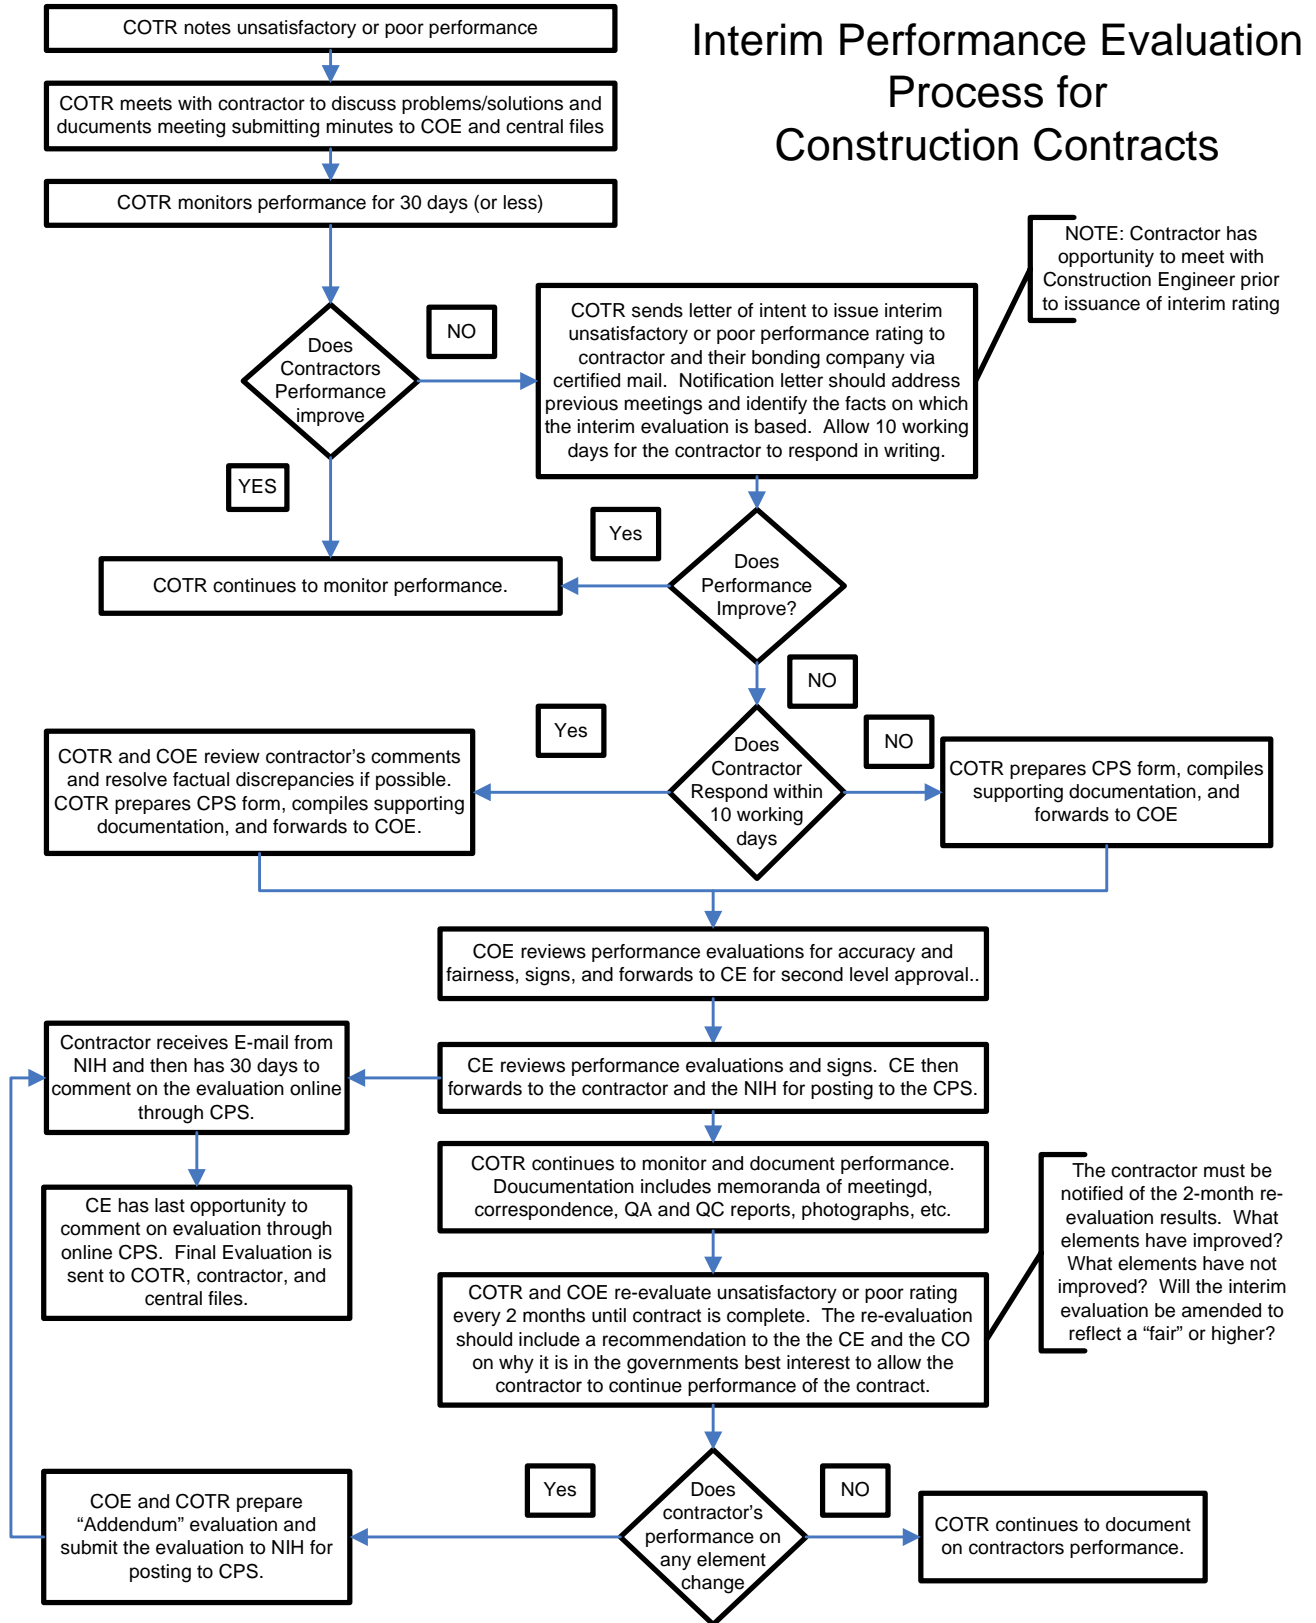 Interim Performance Evaluation
Process for
Construction Contracts
COTR notes unsatisfactory or poor performance
COTR meets with contractor to discuss problems/solutions and
ducuments meeting submitting minutes to COE and central files
COTR monitors performance for 30 days (or less)
NOTE: Contractor has
opportunity to meet with
Construction Engineer prior
to issuance of interim rating
Does
Contractors
Performance
improve
NO
COTR sends letter of intent to issue interim
unsatisfactory or poor performance rating to
contractor and their bonding company via
certified mail.  Notification letter should address
previous meetings and identify the facts on which
the interim evaluation is based.  Allow 10 working
days for the contractor to respond in writing.
YES
Yes
COTR continues to monitor performance.
Does
Performance
Improve?
NO
Yes
NO
COTR and COE review contractor’s comments
and resolve factual discrepancies if possible.
COTR prepares CPS form, compiles supporting
documentation, and forwards to COE.
Does
Contractor
Respond within
10 working
days
COTR prepares CPS form, compiles
supporting documentation, and
forwards to COE
COE reviews performance evaluations for accuracy and
fairness, signs, and forwards to CE for second level approval..
Contractor receives E-mail from
NIH and then has 30 days to
comment on the evaluation online
through CPS.
CE reviews performance evaluations and signs.  CE then
forwards to the contractor and the NIH for posting to the CPS.
COTR continues to monitor and document performance.
Doucumentation includes memoranda of meetingd,
correspondence, QA and QC reports, photographs, etc.
CE has last opportunity to
comment on evaluation through
online CPS.  Final Evaluation is
sent to COTR, contractor, and
central files.
The contractor must be
notified of the 2-month re-
evaluation results.  What
elements have improved?
What elements have not
improved?  Will the interim
evaluation be amended to
reflect a “fair” or higher?
COTR and COE re-evaluate unsatisfactory or poor rating
every 2 months until contract is complete.  The re-evaluation
should include a recommendation to the the CE and the CO
on why it is in the governments best interest to allow the
contractor to continue performance of the contract.
Yes
NO
COE and COTR prepare
“Addendum” evaluation and
submit the evaluation to NIH for
posting to CPS.
Does
contractor’s
performance on
any element
change
COTR continues to document
on contractors performance.